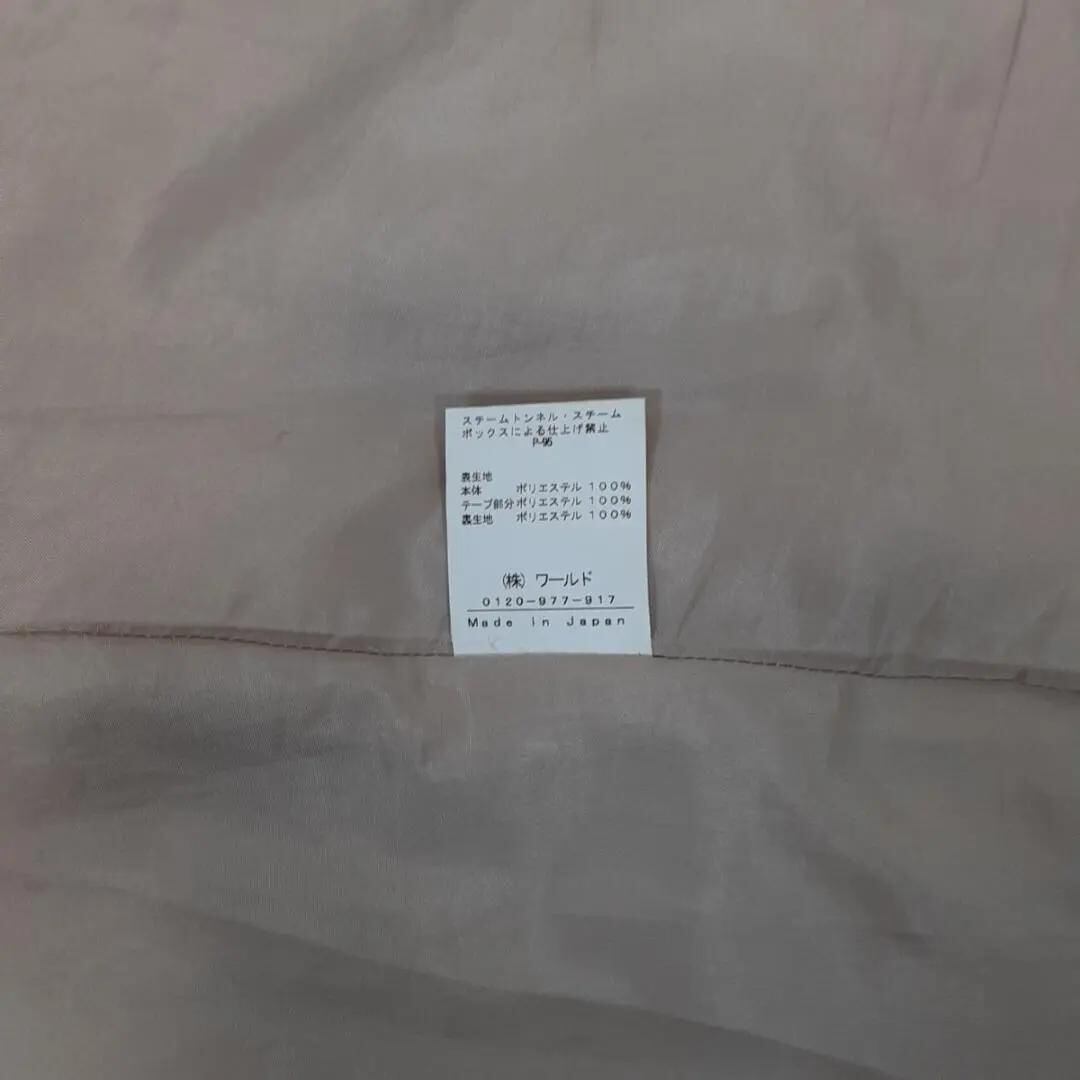 スチームトンネル・スチーム
ボックスによる仕上げ禁止
P-95
表生地
本体 ポリエステル 100%
テープ部分 ポリエステル 100%
裏生地 ポリエステル 100%
(株) ワールド
0120-977-917
Made in Japan